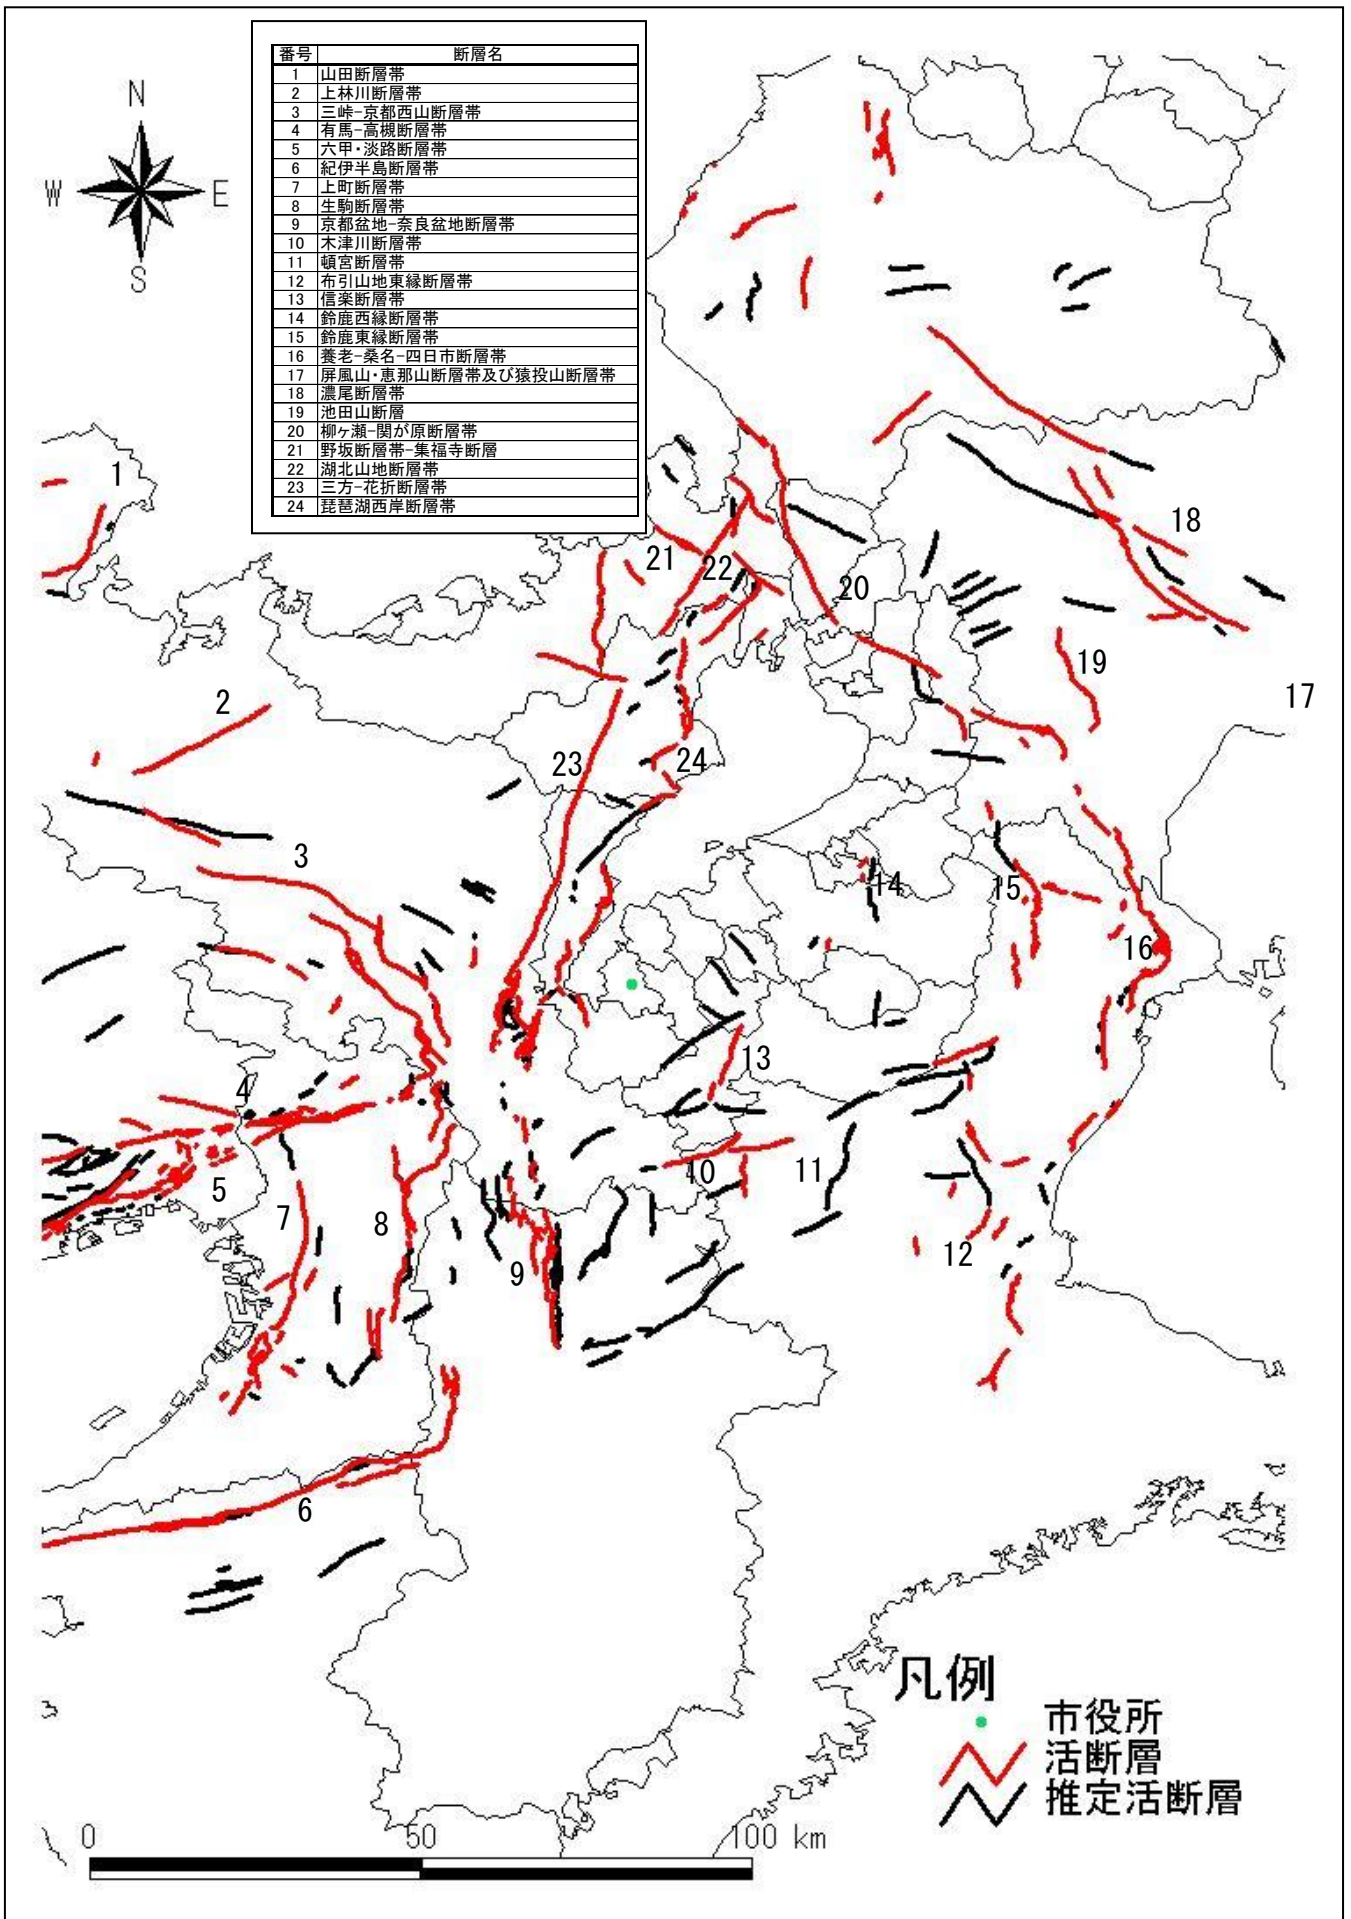 番号 断層名
1 山田断層帯
2 上林川断層帯
3 三峠-京都西山断層帯
4 有馬-高槻断層帯
5 六甲・淡路断層帯
6 紀伊半島断層帯
7 上町断層帯
8 生駒断層帯
9 京都盆地-奈良盆地断層帯
10 木津川断層帯
11 頓宮断層帯
12 布引山地東縁断層帯
13 信楽断層帯
14 鈴鹿西縁断層帯
15 鈴鹿東縁断層帯
16 養老-桑名-四日市断層帯
17 屏風山・恵那山断層帯及び猿投山断層帯
18 濃尾断層帯
19 池田山断層
20 柳ヶ瀬-関が原断層帯
21 野坂断層帯-集福寺断層
22 湖北山地断層帯
23 三方-花折断層帯
24 琵琶湖西岸断層帯
N
W E
S
1
18
21
22
20
19
17
2
23
24
3
14
15
16
13
4
10
11
5
7
8
9
12
6
凡例
市役所
活断層
推定活断層
0 50 100 km